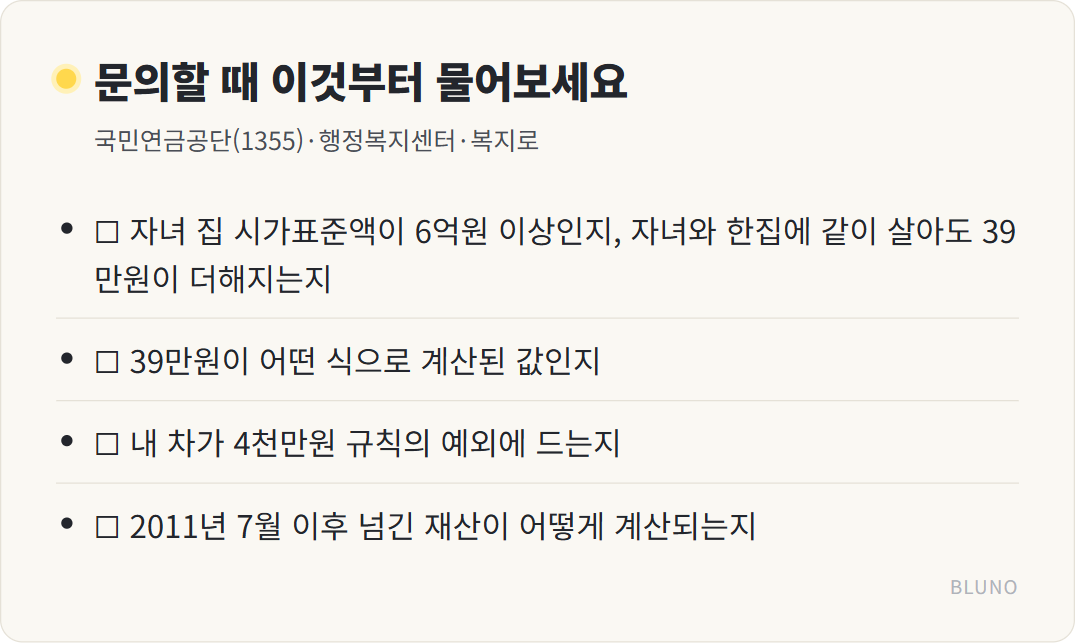 문의할 때 이것부터 물어보세요
국민연금공단(1355)·행정복지센터·복지로
• □ 자녀 집 시가표준액이 6억원 이상인지, 자녀와 한집에 같이 살아도 39
만원이 더해지는지
• □ 39만원이 어떤 식으로 계산된 값인지
• □ 내 차가 4천만원 규칙의 예외에 드는지
• □ 2011년 7월 이후 넘긴 재산이 어떻게 계산되는지
BLUNO